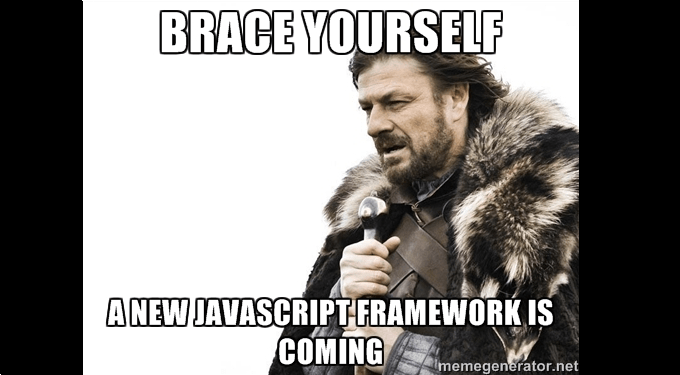 BRACE YOURSELF
A NEW JAVASCRIPT FRAMEWORK IS
COMING
memegenerator.net